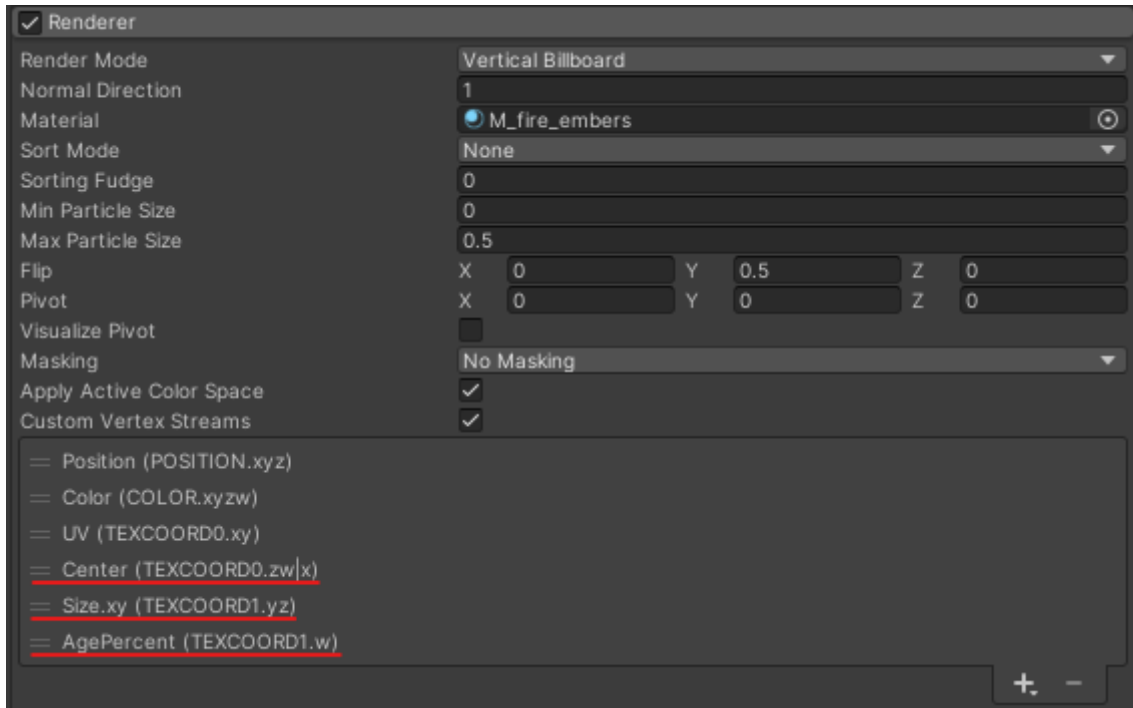 Renderer
Render Mode Vertical Billboard
Normal Direction 1
Material M_fire_embers
Sort Mode None
Sorting Fudge 0
Min Particle Size 0
Max Particle Size 0.5
Flip X 0 Y 0.5 Z 0
Pivot X 0 Y 0 Z 0
Visualize Pivot
Masking No Masking
Apply Active Color Space
Custom Vertex Streams
Position (POSITION.xyz)
Color (COLOR.xyzw)
UV (TEXCOORD0.xy)
Center (TEXCOORD0.zw|x)
Size.xy (TEXCOORD1.yz)
AgePercent (TEXCOORD1.w)